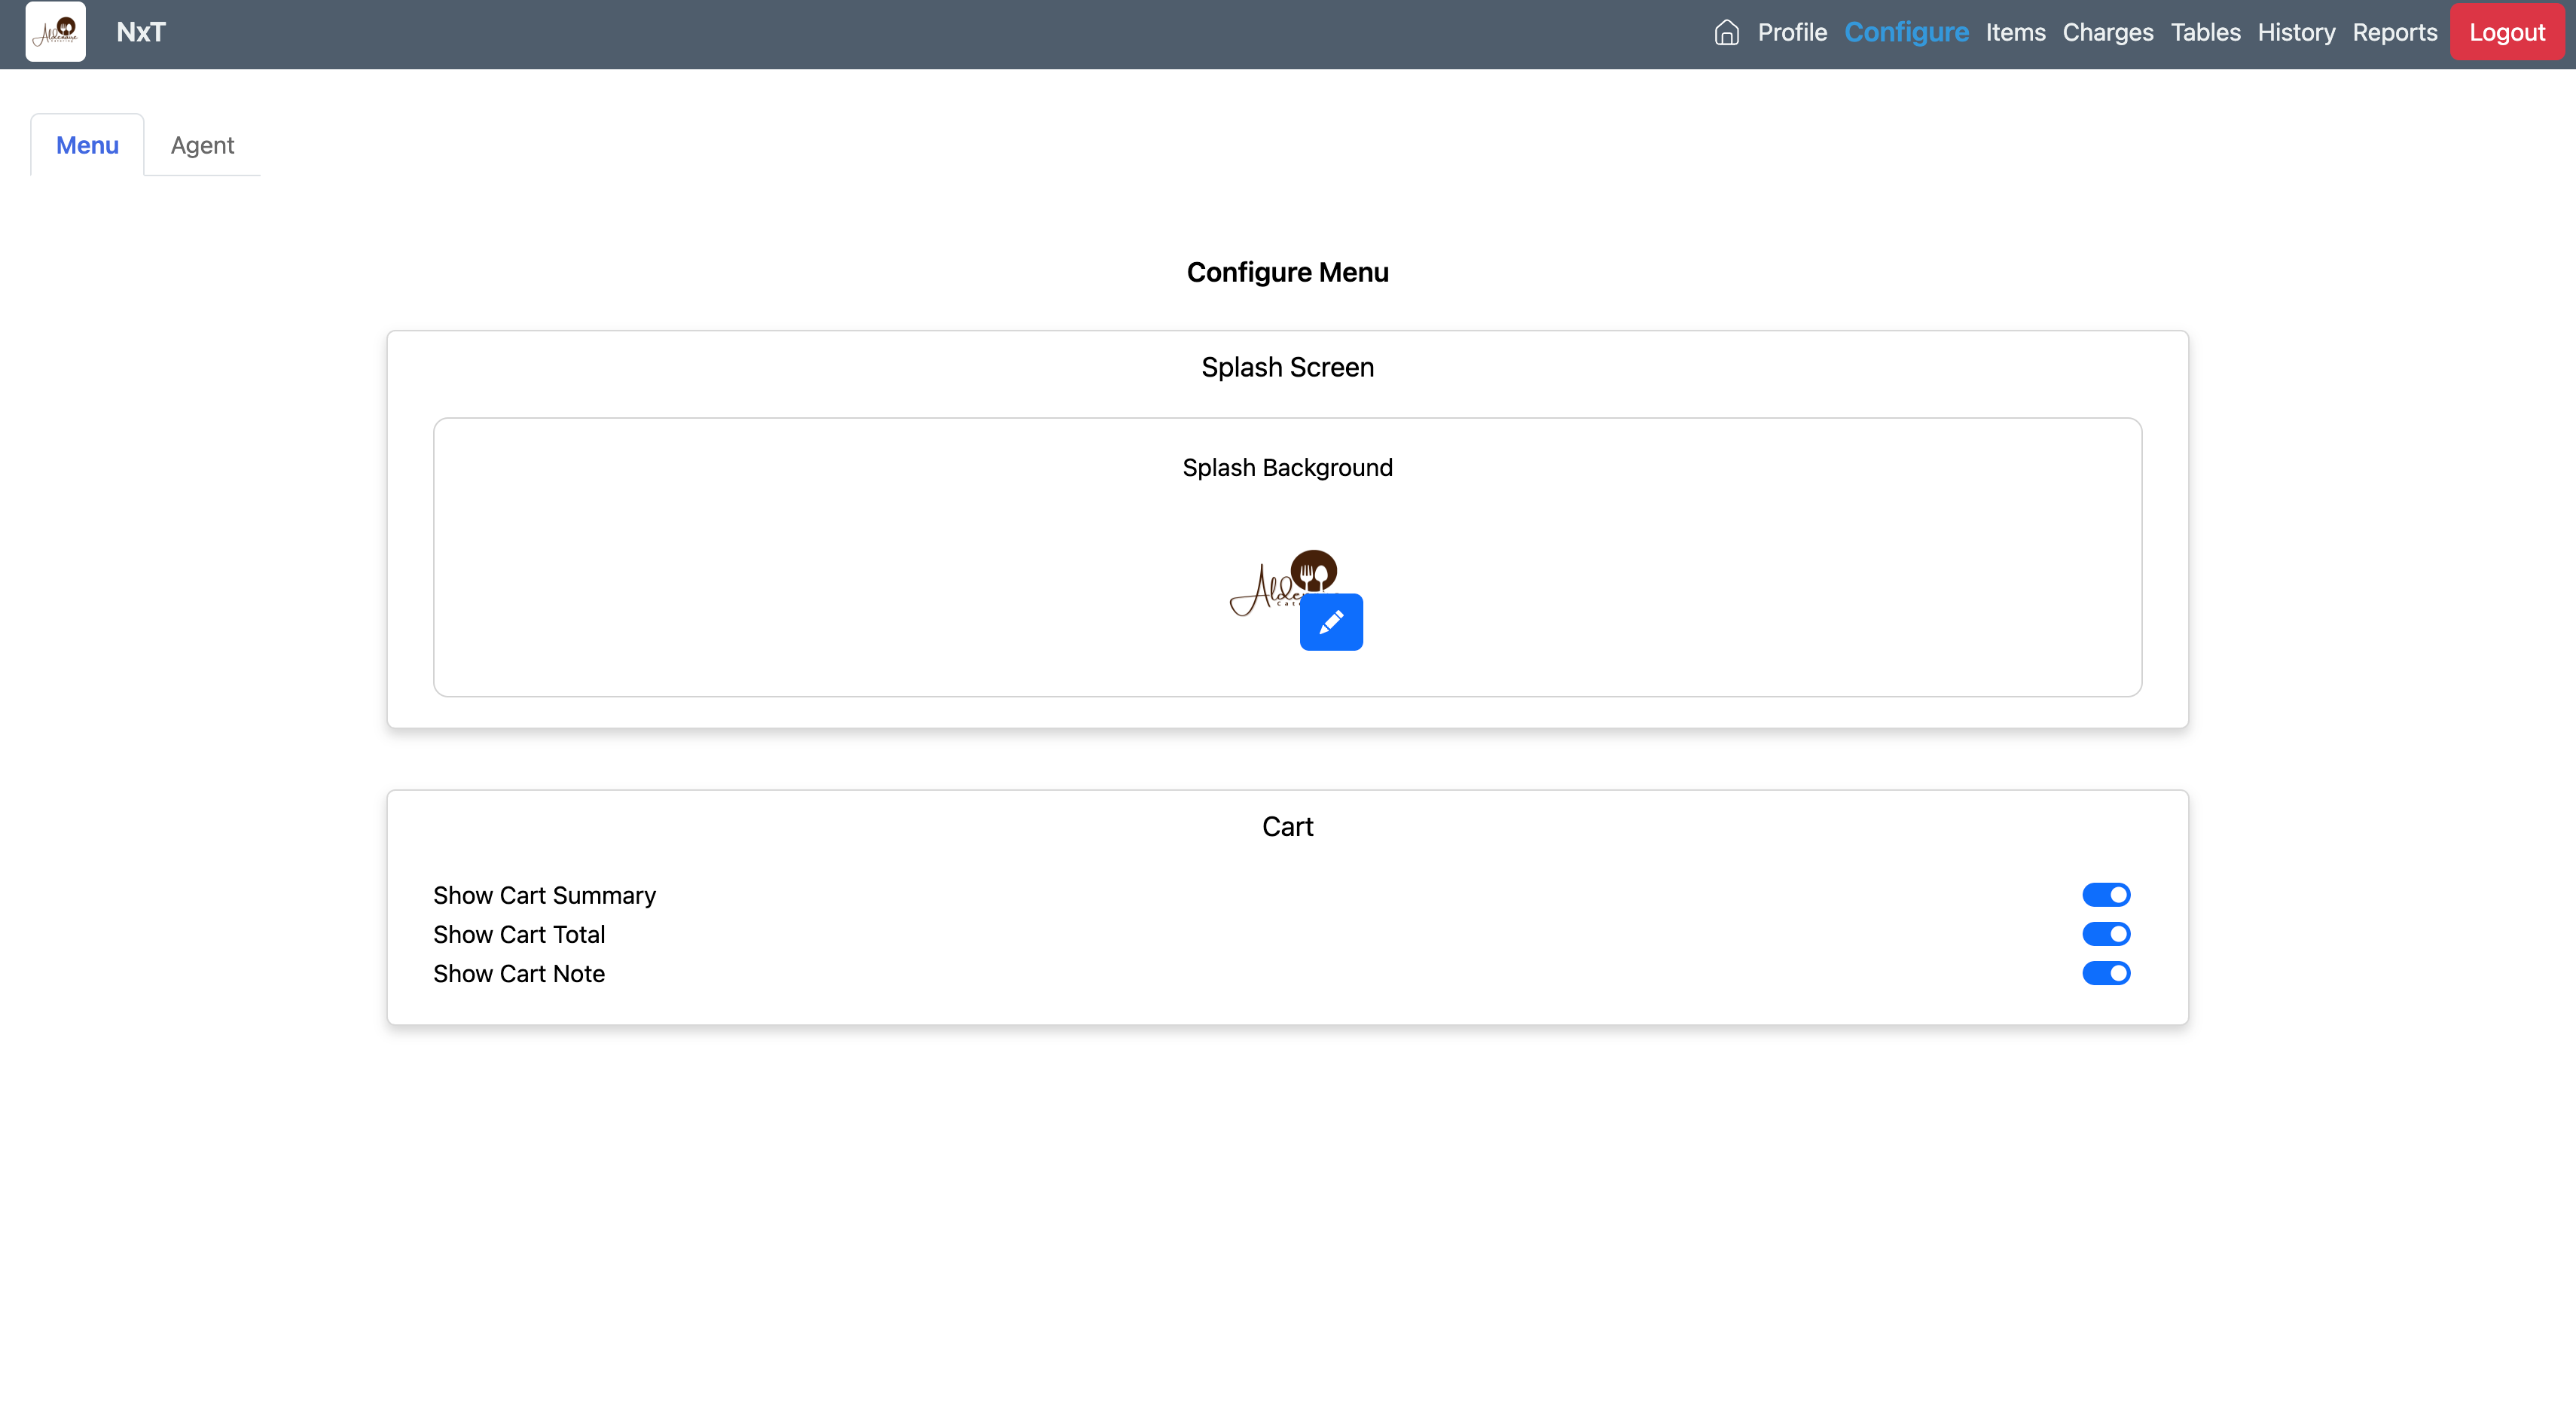 NxT
Profile Configure Items Charges Tables History Reports Logout
Menu Agent
Configure Menu
Splash Screen
Splash Background
Cart
Show Cart Summary
Show Cart Total
Show Cart Note